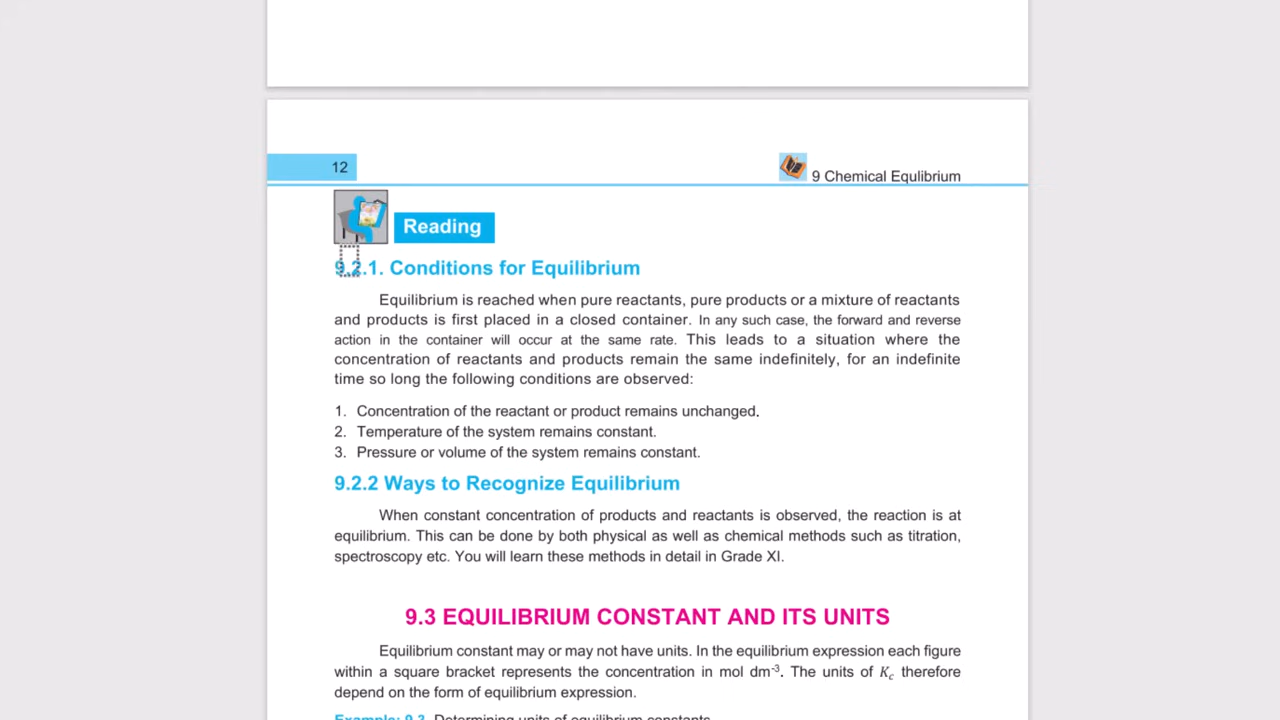 12
9 Chemical Equlibrium
Reading
9.2.1. Conditions for Equilibrium
Equilibrium is reached when pure reactants, pure products or a mixture of reactants
and products is first placed in a closed container. In any such case, the forward and reverse
action in the container will occur at the same rate. This leads to a situation where the
concentration of reactants and products remain the same indefinitely, for an indefinite
time so long the following conditions are observed:
1. Concentration of the reactant or product remains unchanged.
2. Temperature of the system remains constant.
3. Pressure or volume of the system remains constant.
9.2.2 Ways to Recognize Equilibrium
When constant concentration of products and reactants is observed, the reaction is at
equilibrium. This can be done by both physical as well as chemical methods such as titration,
spectroscopy etc. You will learn these methods in detail in Grade XI.
9.3 EQUILIBRIUM CONSTANT AND ITS UNITS
Equilibrium constant may or may not have units. In the equilibrium expression each figure
within a square bracket represents the concentration in mol dm⁻³. The units of K_c therefore
depend on the form of equilibrium expression.
Example: 9.3 Determining units of equilibrium constants